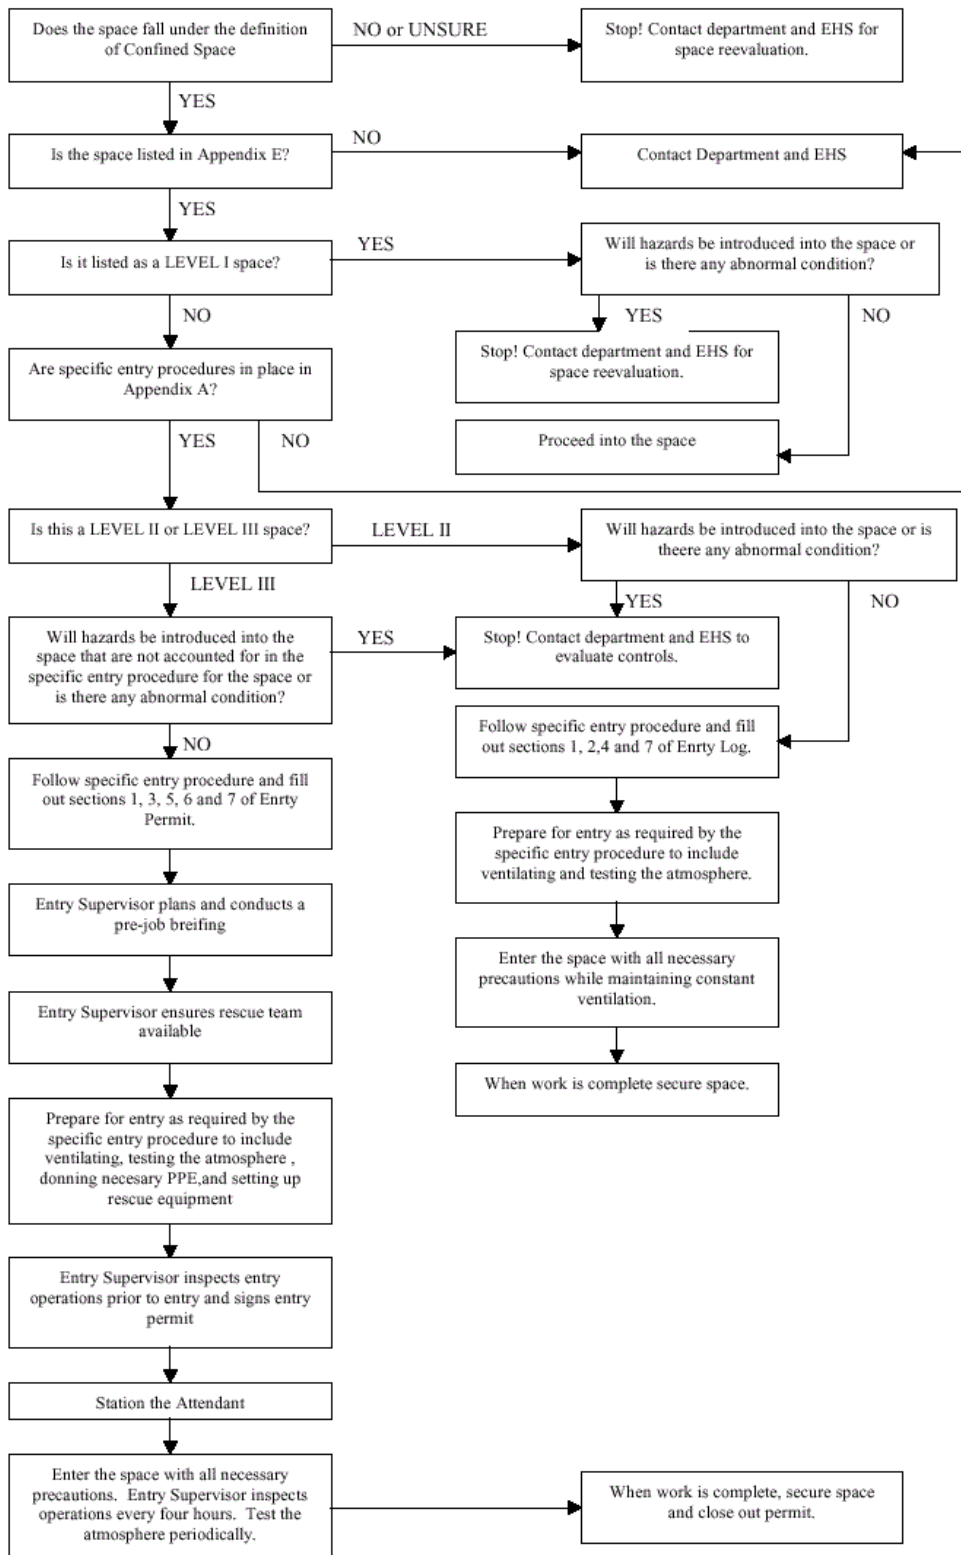 Does the space fall under the definition
of Confined Space
NO or UNSURE
Stop! Contact department and EHS for
space reevaluation.
YES
Is the space listed in Appendix E?
NO
Contact Department and EHS
YES
Is it listed as a LEVEL I space?
YES
Will hazards be introduced into the space or
is there any abnormal condition?
NO
YES
NO
Stop! Contact department and EHS for
space reevaluation.
Are specific entry procedures in place in
Appendix A?
YES
NO
Proceed into the space
Is this a LEVEL II or LEVEL III space?
LEVEL II
Will hazards be introduced into the space or is
theere any abnormal condition?
LEVEL III
YES
NO
Will hazards be introduced into the
space that are not accounted for in the
specific entry procedure for the space or
is there any abnormal condition?
YES
Stop! Contact department and EHS to
evaluate controls.
NO
Follow specific entry procedure and fill
out sections 1, 2,4 and 7 of Enrty Log.
Follow specific entry procedure and fill
out sections 1, 3, 5, 6 and 7 of Enrty
Permit.
Prepare for entry as required by the
specific entry procedure to include
ventilating and testing the atmosphere.
Entry Supervisor plans and conducts a
pre-job breifing
Enter the space with all necessary
precautions while maintaining constant
ventilation.
Entry Supervisor ensures rescue team
available
When work is complete secure space.
Prepare for entry as required by the
specific entry procedure to include
ventilating, testing the atmosphere ,
donning necesary PPE,and setting up
rescue equipment
Entry Supervisor inspects entry
operations prior to entry and signs entry
permit
Station the Attendant
Enter the space with all necessary
precautions. Entry Supervisor inspects
operations every four hours. Test the
atmosphere periodically.
When work is complete, secure space
and close out permit.